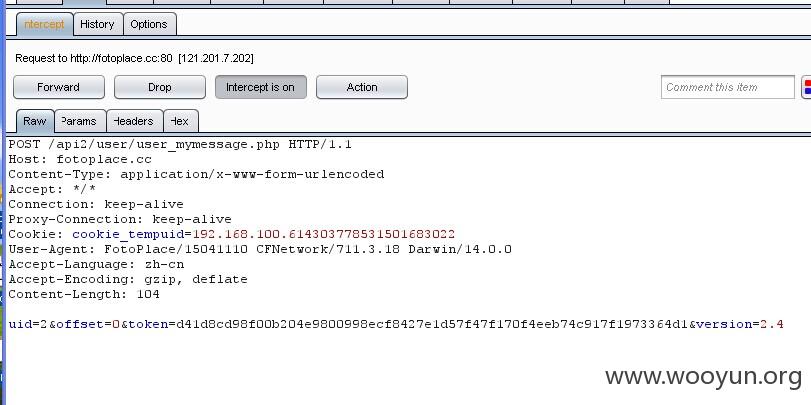 Intercept History Options
Request to http://fotoplace.cc:80 [121.201.7.202]
Forward Drop Intercept is on Action Comment this item
Raw Params Headers Hex
POST /api2/user/user_mymessage.php HTTP/1.1
Host: fotoplace.cc
Content-Type: application/x-www-form-urlencoded
Accept: */*
Connection: keep-alive
Proxy-Connection: keep-alive
Cookie: cookie_tempuid=192.168.100.614303778531501683022
User-Agent: FotoPlace/15041110 CFNetwork/711.3.18 Darwin/14.0.0
Accept-Language: zh-cn
Accept-Encoding: gzip, deflate
Content-Length: 104
uid=2&offset=0&token=d41d8cd98f00b204e9800998ecf8427e1d57f47f170f4eeb74c917f1973364d1&version=2.4
www.wooyun.org